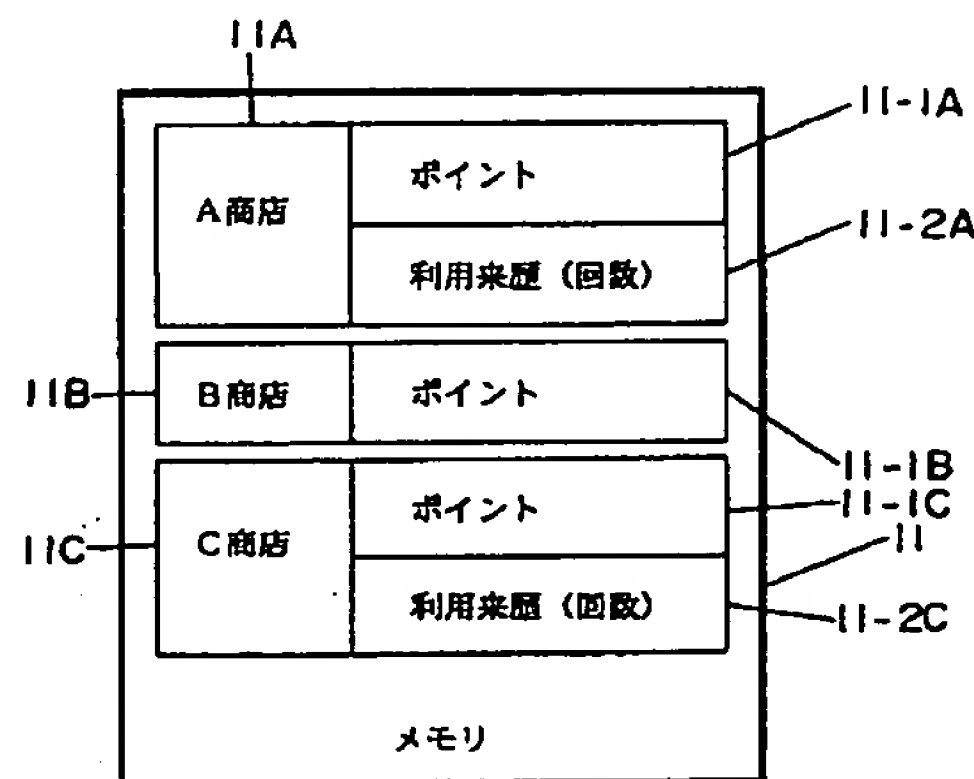 11A
11-1A
ポイント
A商店
11-2A
利用来歴（回数）
11B
B商店
ポイント
11-1B
ポイント
11-1C
11C
C商店
11
利用来歴（回数）
11-2C
メモリ